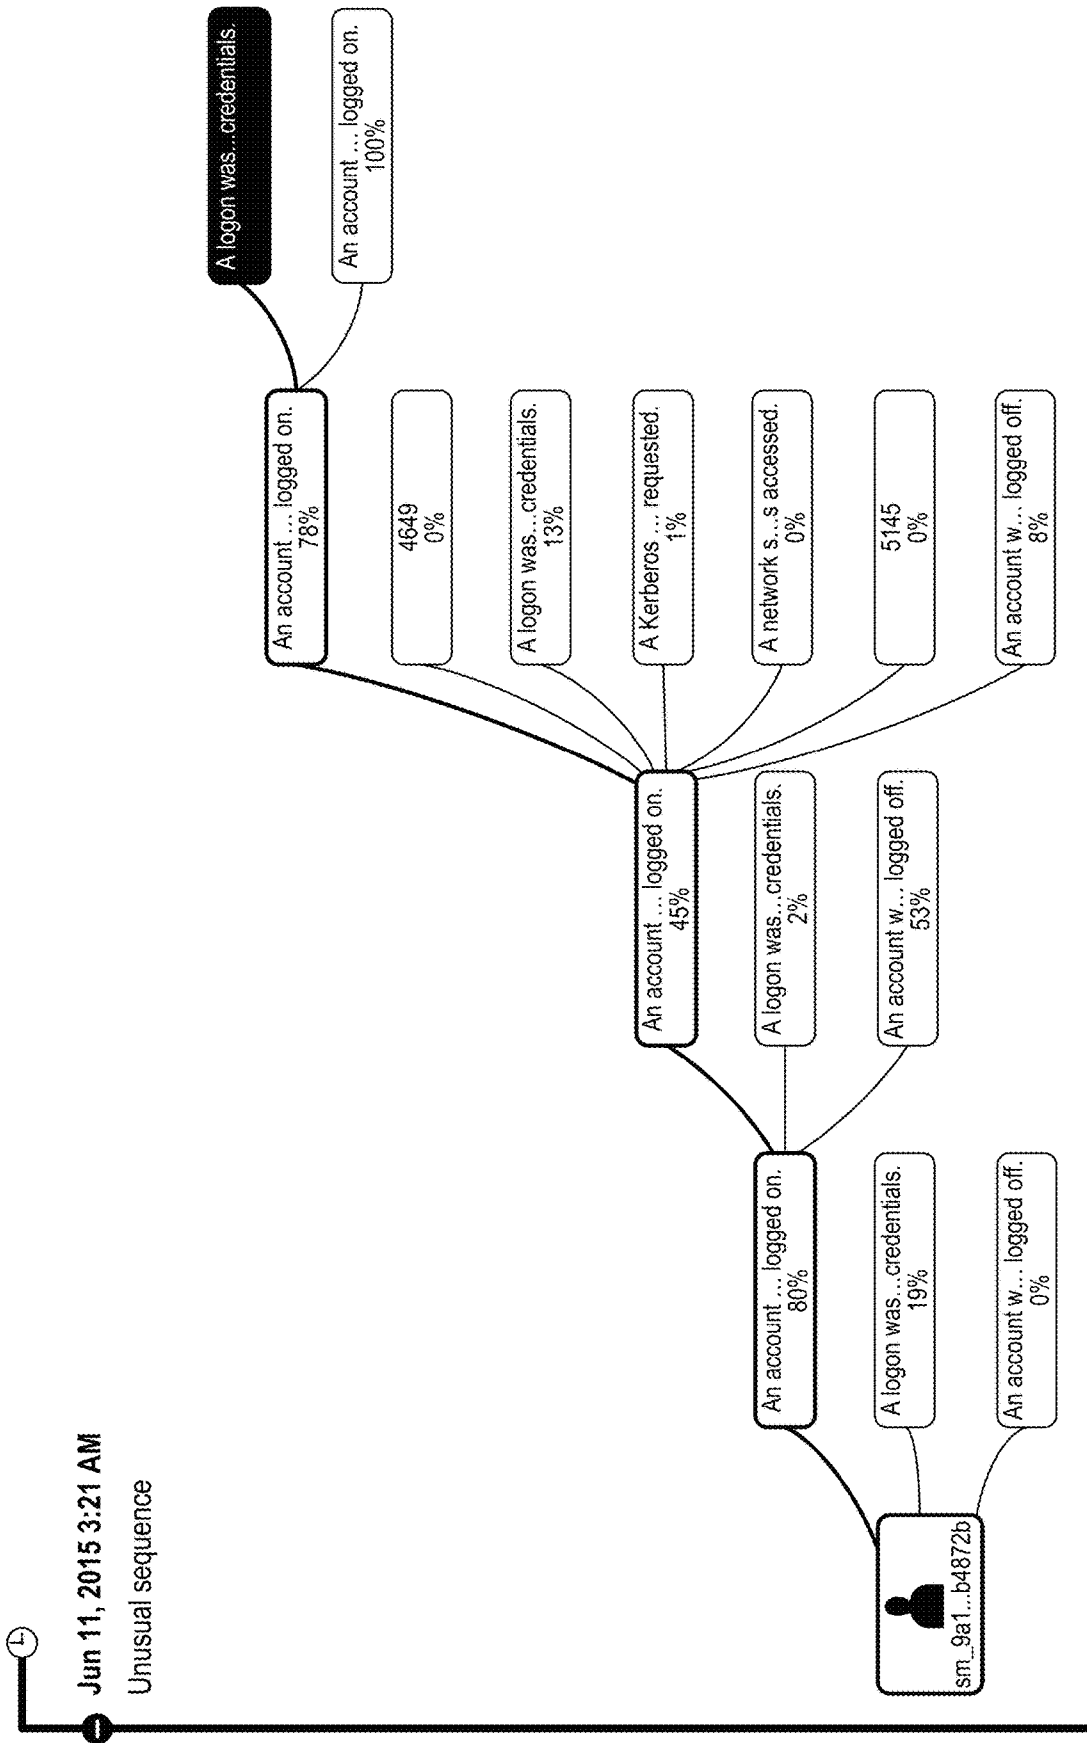 Jun 11, 2015 3:21 AM
Unusual sequence
sm_9a1...b4872b
An account ... logged on.
80%
A logon was...credentials.
19%
An account w... logged off.
0%
An account ... logged on.
45%
A logon was...credentials.
2%
An account w... logged off.
53%
An account ... logged on.
78%
4649
0%
A logon was...credentials.
13%
A Kerberos ... requested.
1%
A network s...s accessed.
0%
5145
0%
An account w... logged off.
8%
A logon was...credentials.
An account ... logged on.
100%